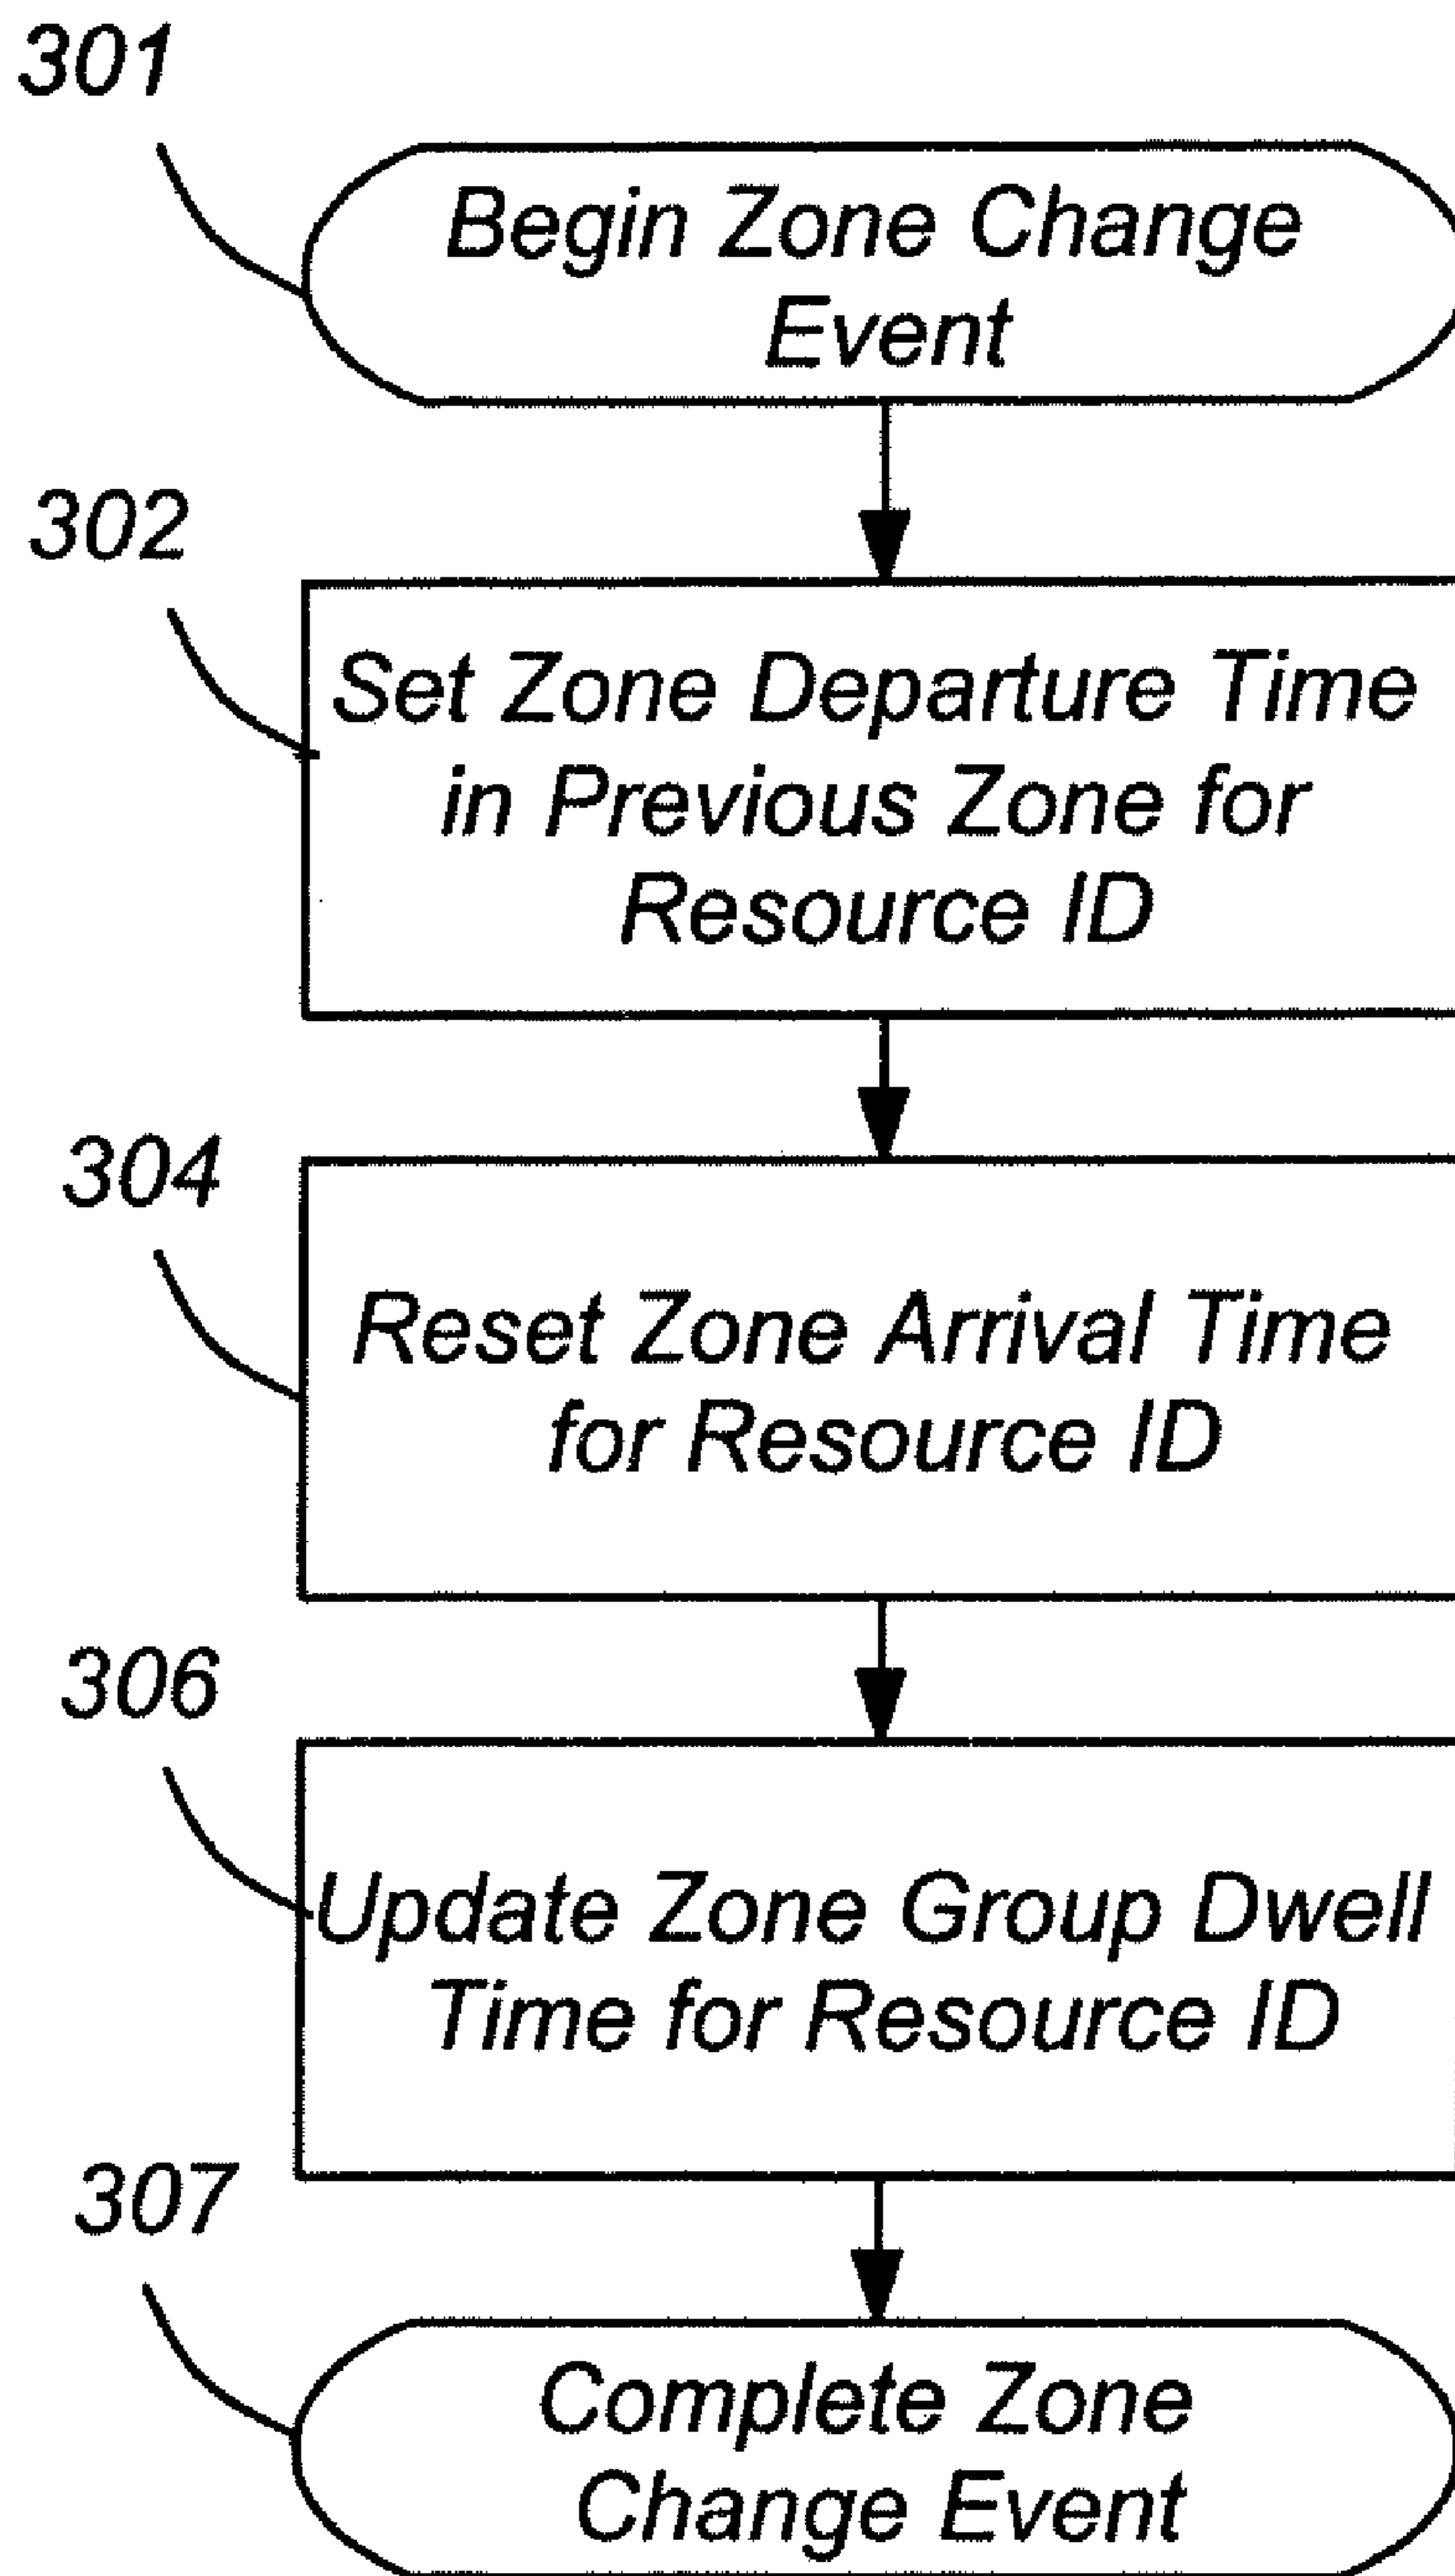 301
Begin Zone Change
Event
302
Set Zone Departure Time
in Previous Zone for
Resource ID
304
Reset Zone Arrival Time
for Resource ID
306
Update Zone Group Dwell
Time for Resource ID
307
Complete Zone
Change Event